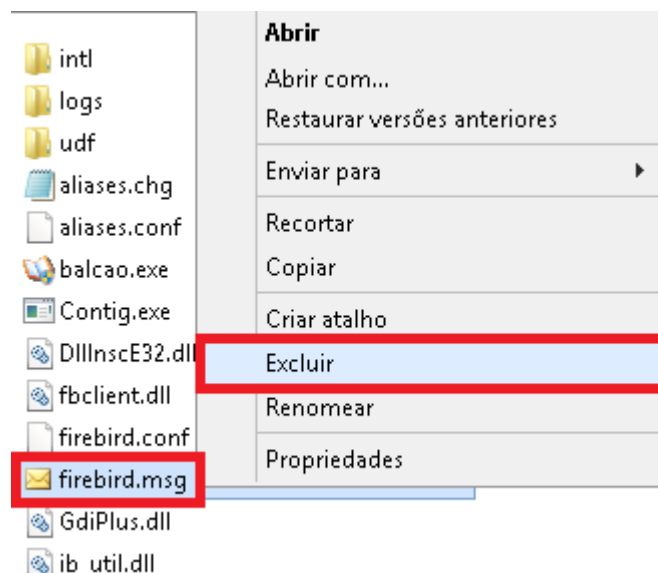 intl
logs
udf
aliases.chg
aliases.conf
balcao.exe
Contig.exe
DllInscE32.dll
fbclient.dll
firebird.conf
firebird.msg
GdiPlus.dll
ib_util.dll
Abrir
Abrir com...
Restaurar versões anteriores
Enviar para
Recortar
Copiar
Criar atalho
Excluir
Renomear
Propriedades